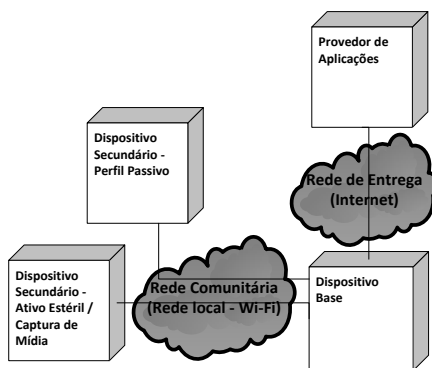 Provedor de
Aplicações
Dispositivo
Secundário -
Perfil Passivo
Rede de Entrega
(Internet)
Dispositivo
Secundário -
Ativo Estéril /
Captura de
Mídia
Rede Comunitária
(Rede local - Wi-Fi)
Dispositivo
Base